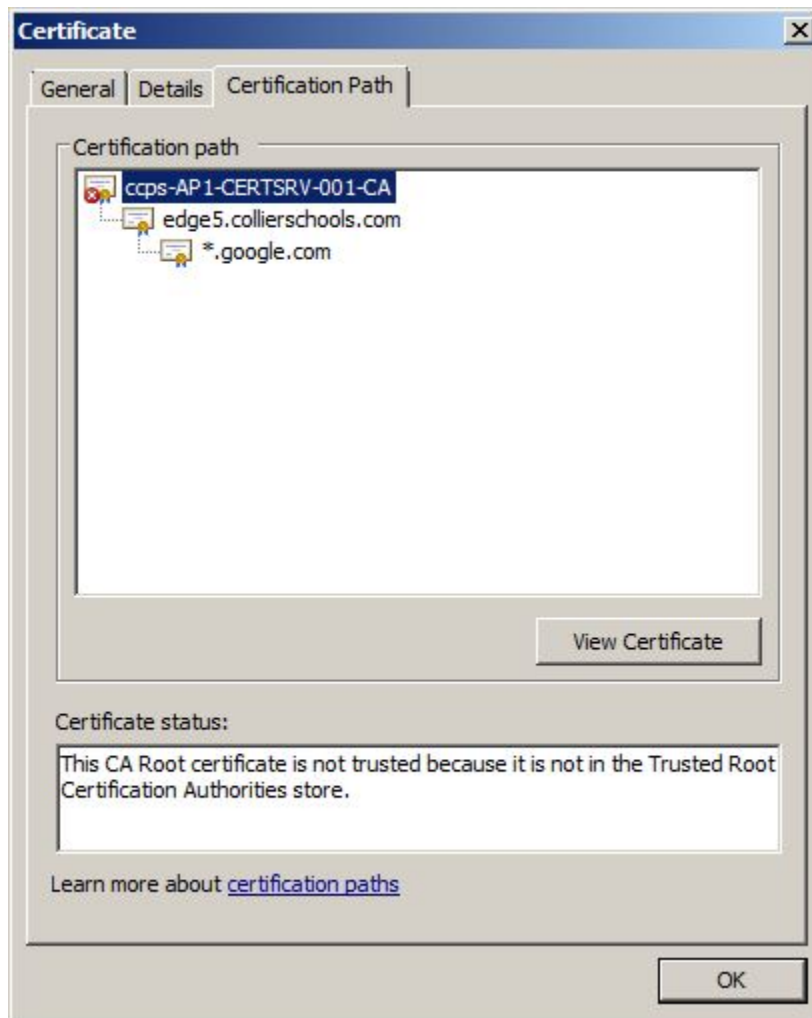 Certificate
General
Details
Certification Path
Certification path
ccps-AP1-CERTSRV-001-CA
edge5.collierschools.com
*.google.com
View Certificate
Certificate status:
This CA Root certificate is not trusted because it is not in the Trusted Root
Certification Authorities store.
Learn more about certification paths
OK